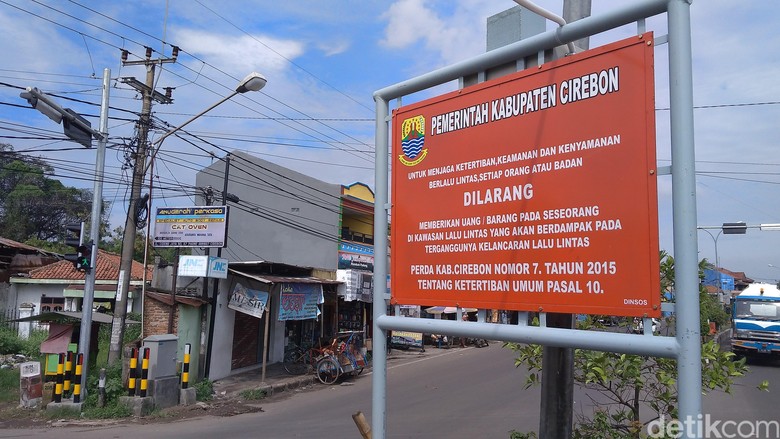 PEMERINTAH KABUPATEN CIREBON
UNTUK MENJAGA KETERTIBAN,KEAMANAN DAN KENYAMANAN
BERLALU LINTAS,SETIAP ORANG ATAU BADAN
DILARANG
MEMBERIKAN UANG / BARANG PADA SESEORANG
DI KAWASAN LALU LINTAS YANG BERDAMPAK PADA
TERGANGGUNYA KELANCARAN LALU LINTAS
PERDA KAB.CIREBON NOMOR 7. TAHUN 2015
TENTANG KETERTIBAN UMUM PASAL 10.
DINSOS
CAT OVEN
JNE
detikcom